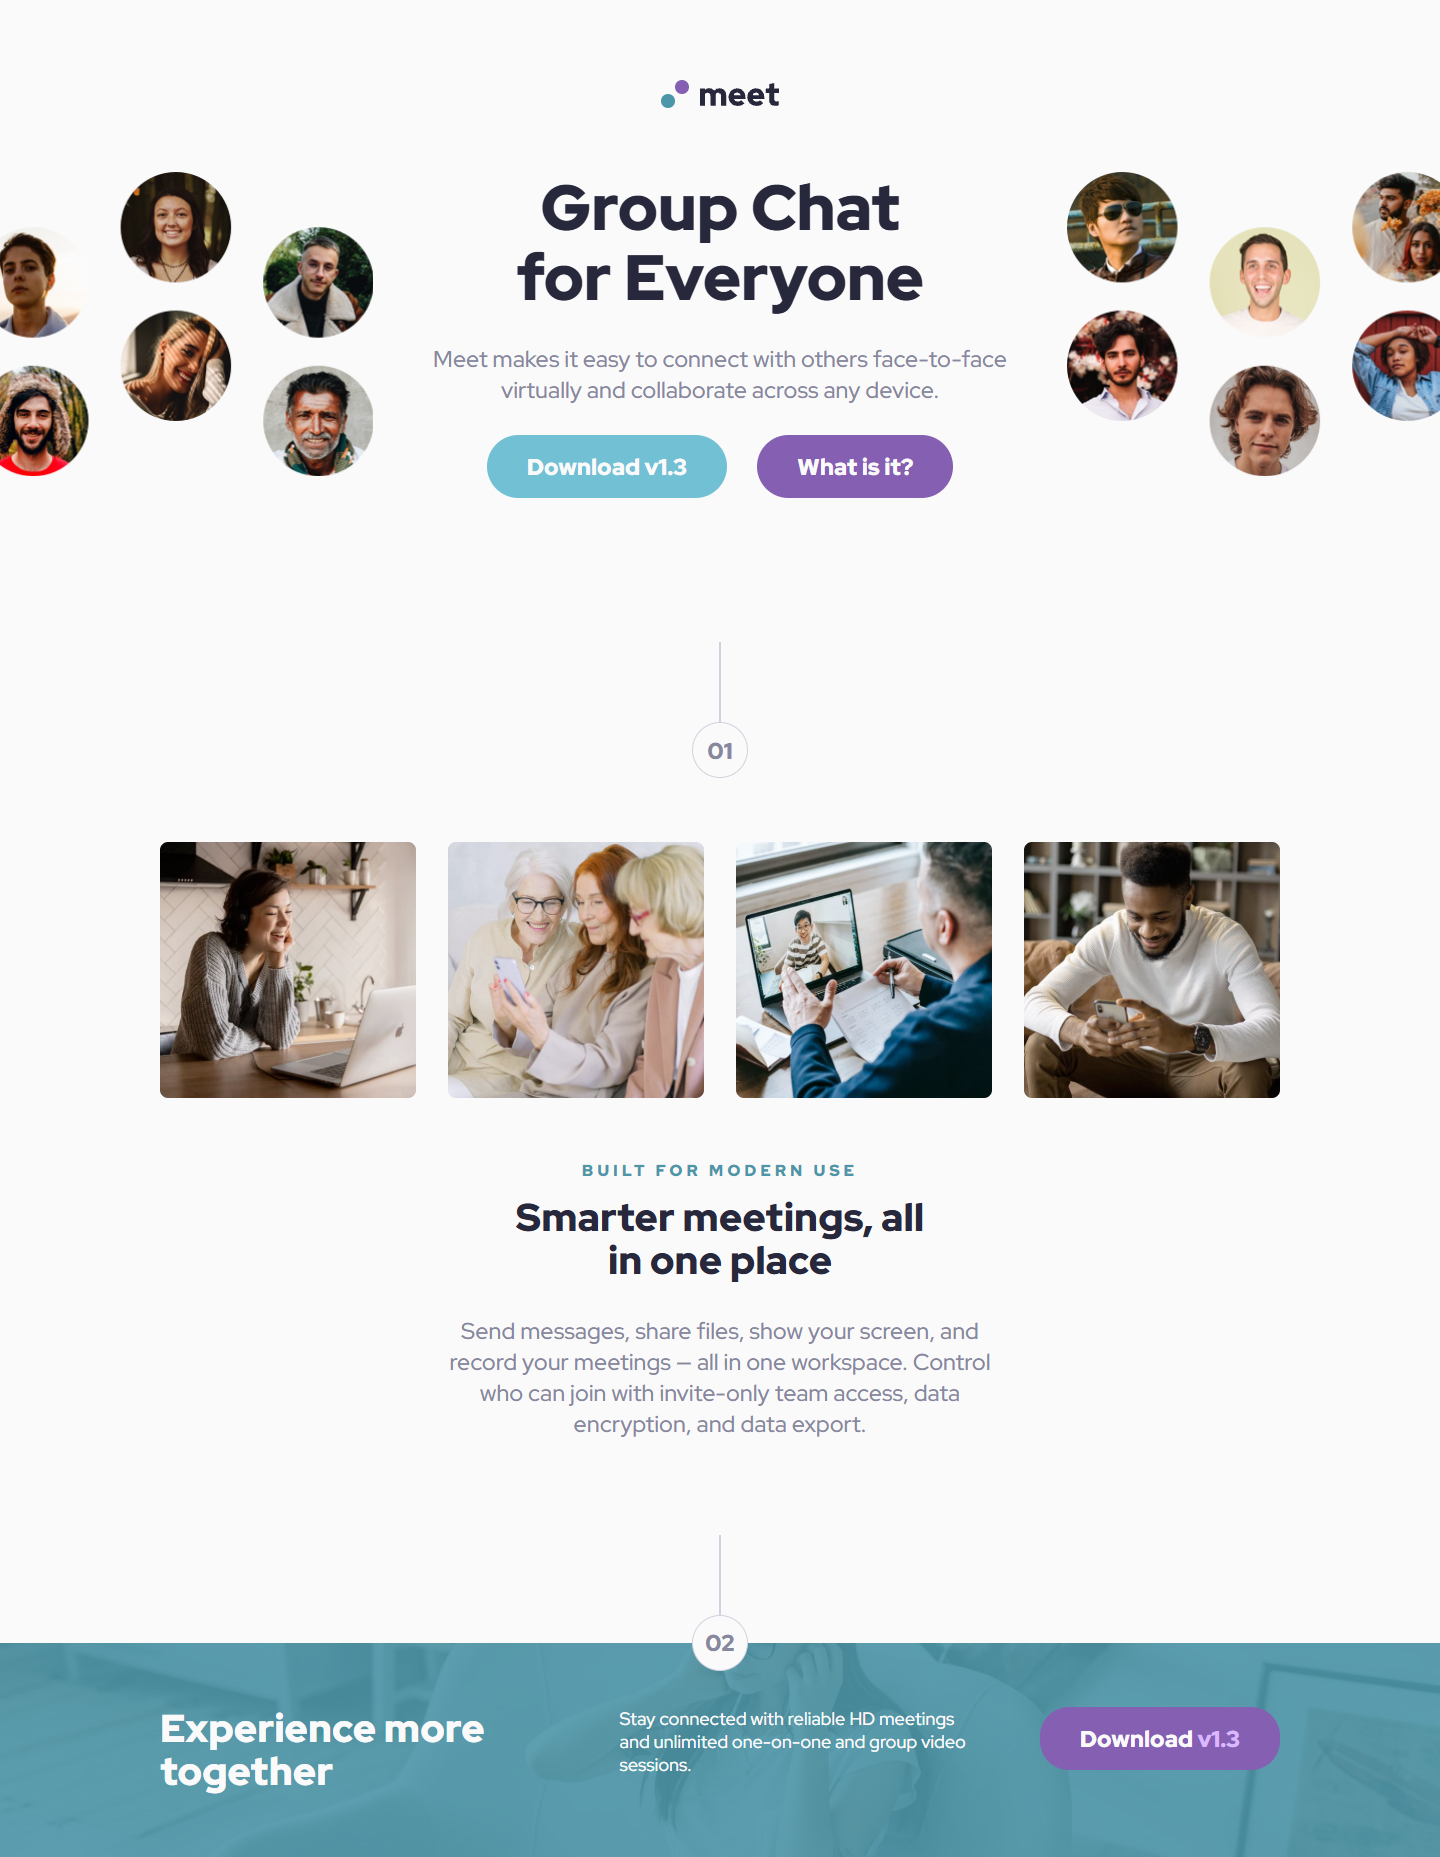 meet
Group Chat
for Everyone
Meet makes it easy to connect with others face-to-face
virtually and collaborate across any device.
Download v1.3
What is it?
01
BUILT FOR MODERN USE
Smarter meetings, all
in one place
Send messages, share files, show your screen, and
record your meetings — all in one workspace. Control
who can join with invite-only team access, data
encryption, and data export.
02
Experience more
together
Stay connected with reliable HD meetings
and unlimited one-on-one and group video
sessions.
Download v1.3